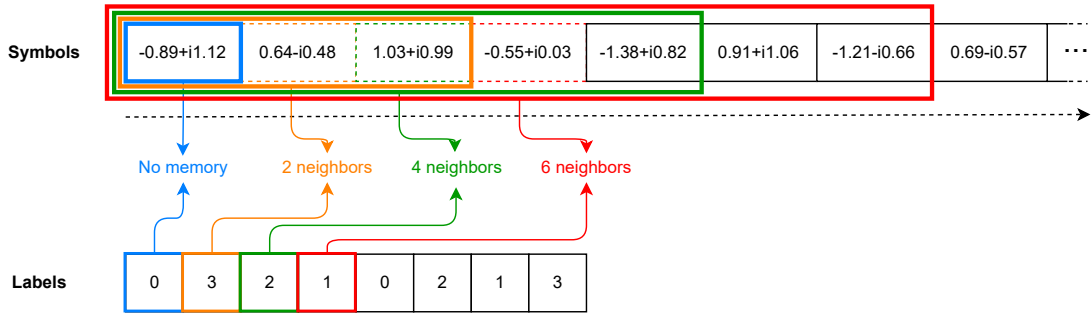 Symbols -0.89+i1.12 0.64-i0.48 1.03+i0.99 -0.55+i0.03 -1.38+i0.82 0.91+i1.06 -1.21-i0.66 0.69-i0.57 ...
No memory 2 neighbors 4 neighbors 6 neighbors
Labels 0 3 2 1 0 2 1 3